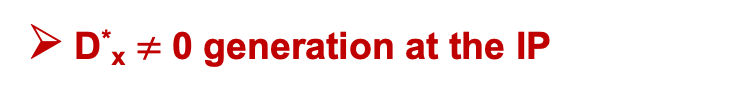 ➢ D*x ≠ 0 generation at the IP